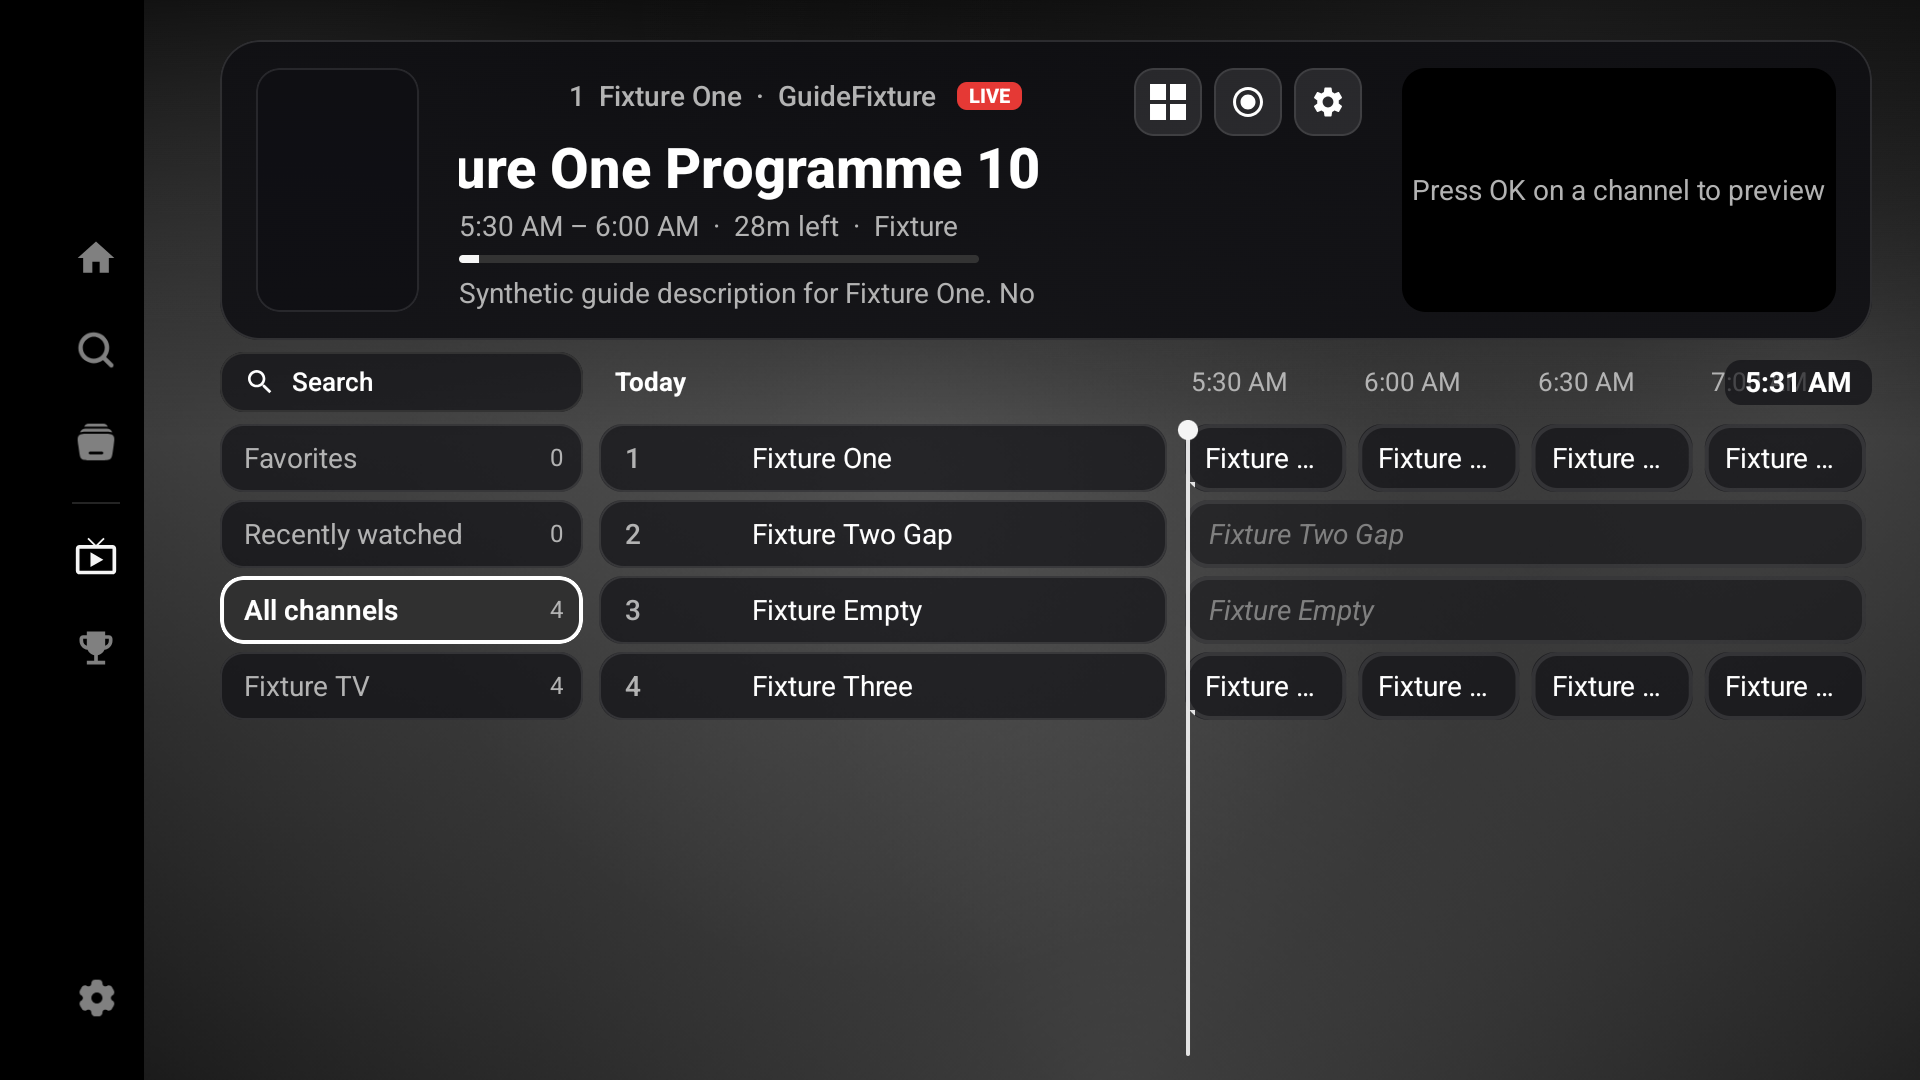 1 Fixture One · GuideFixture LIVE
ure One Programme 10
5:30 AM – 6:00 AM · 28m left · Fixture
Synthetic guide description for Fixture One. No
Press OK on a channel to preview
Search
Today
5:30 AM 6:00 AM 6:30 AM 5:31 AM
Favorites 0
1 Fixture One
Fixture ... Fixture ... Fixture ... Fixture ...
Recently watched 0
2 Fixture Two Gap
Fixture Two Gap
All channels 4
3 Fixture Empty
Fixture Empty
Fixture TV 4
4 Fixture Three
Fixture ... Fixture ... Fixture ... Fixture ...